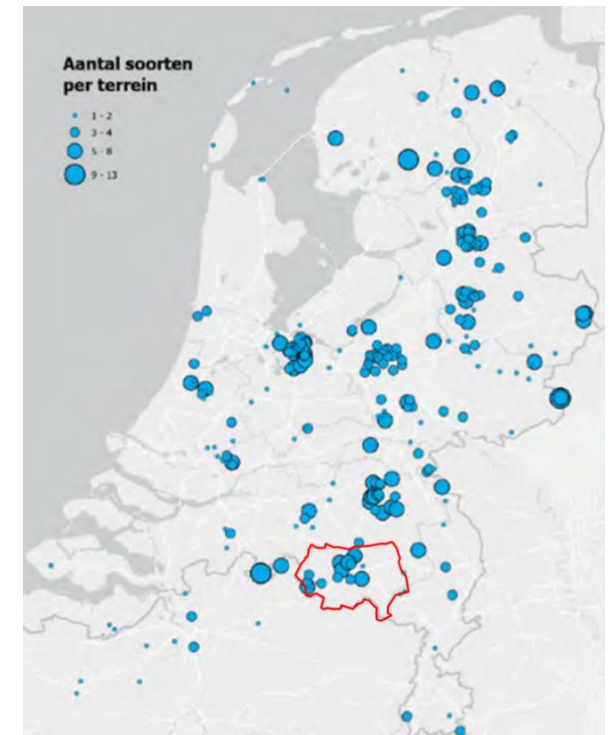 Aantal soorten
per terrein
1 - 2
3 - 4
5 - 8
9 - 13